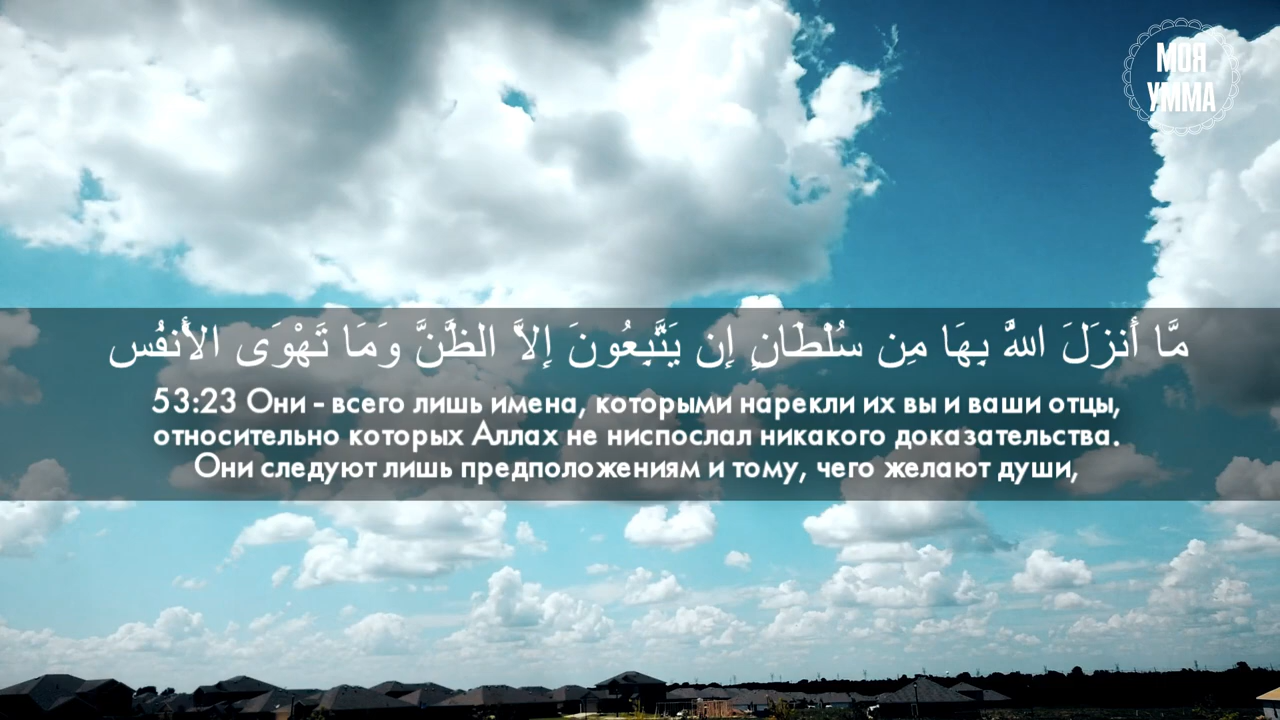 МОЯ
УММА
مَّا أَنزَلَ اللهُ بِهَا مِن سُلْطَانٍ إِن يَتَّبِعُونَ إِلاَّ الظَّنَّ وَمَا تَهْوَى الأَنفُس
53:23 Они - всего лишь имена, которыми нарекли их вы и ваши отцы,
относительно которых Аллах не ниспослал никакого доказательства.
Они следуют лишь предположениям и тому, чего желают души,